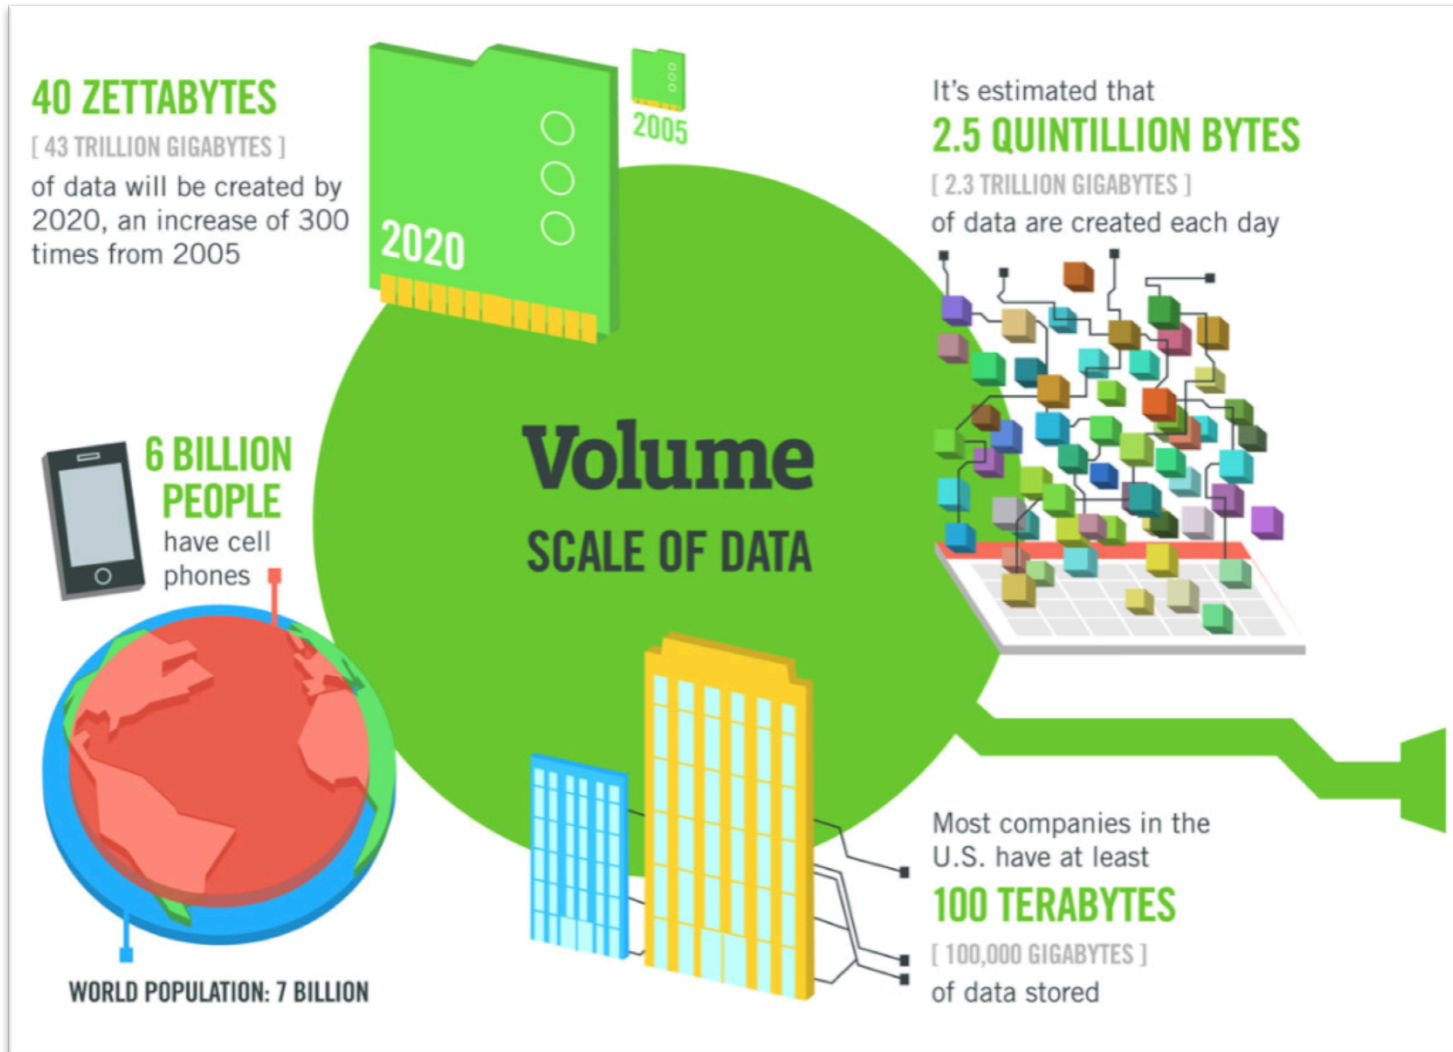 40 ZETTABYTES
[ 43 TRILLION GIGABYTES ]
of data will be created by
2020, an increase of 300
times from 2005
2020
2005
It's estimated that
2.5 QUINTILLION BYTES
[ 2.3 TRILLION GIGABYTES ]
of data are created each day
6 BILLION
PEOPLE
have cell
phones
Volume
SCALE OF DATA
WORLD POPULATION: 7 BILLION
Most companies in the
U.S. have at least
100 TERABYTES
[ 100,000 GIGABYTES ]
of data stored